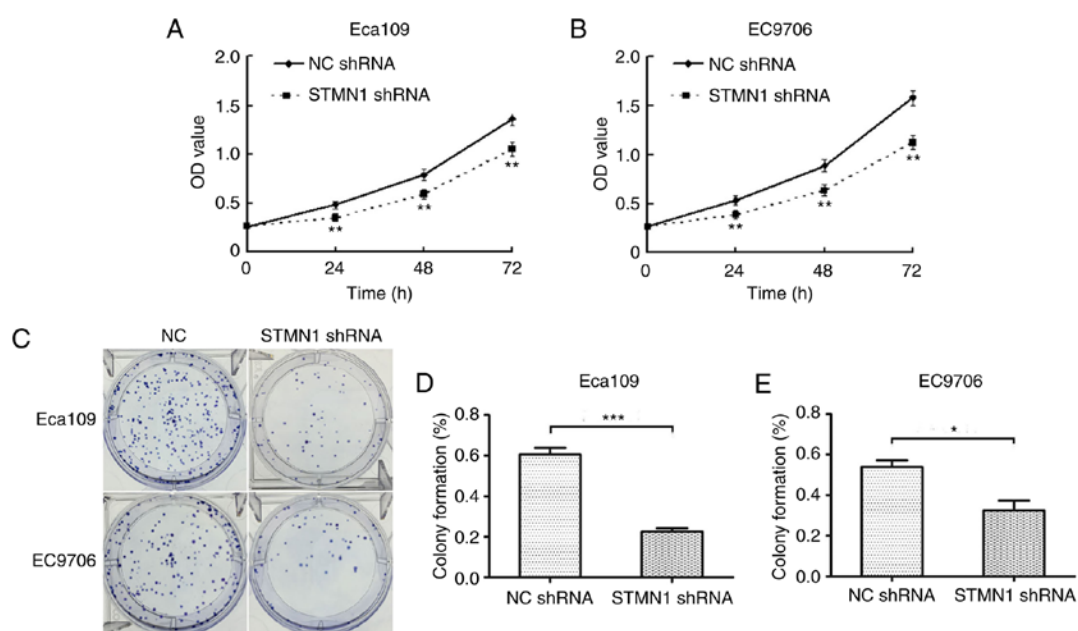 A
Eca109
2.0
1.5
1.0
0.5
0
OD value
NC shRNA
STMN1 shRNA
**
**
**
0
24
48
72
Time (h)
B
EC9706
2.0
1.5
1.0
0.5
0
OD value
NC shRNA
STMN1 shRNA
**
**
**
0
24
48
72
Time (h)
C
NC
STMN1 shRNA
Eca109
EC9706
D
Eca109
0.8
0.6
0.4
0.2
0.0
Colony formation (%)
***
NC shRNA
STMN1 shRNA
E
EC9706
0.8
0.6
0.4
0.2
0.0
Colony formation (%)
*
NC shRNA
STMN1 shRNA